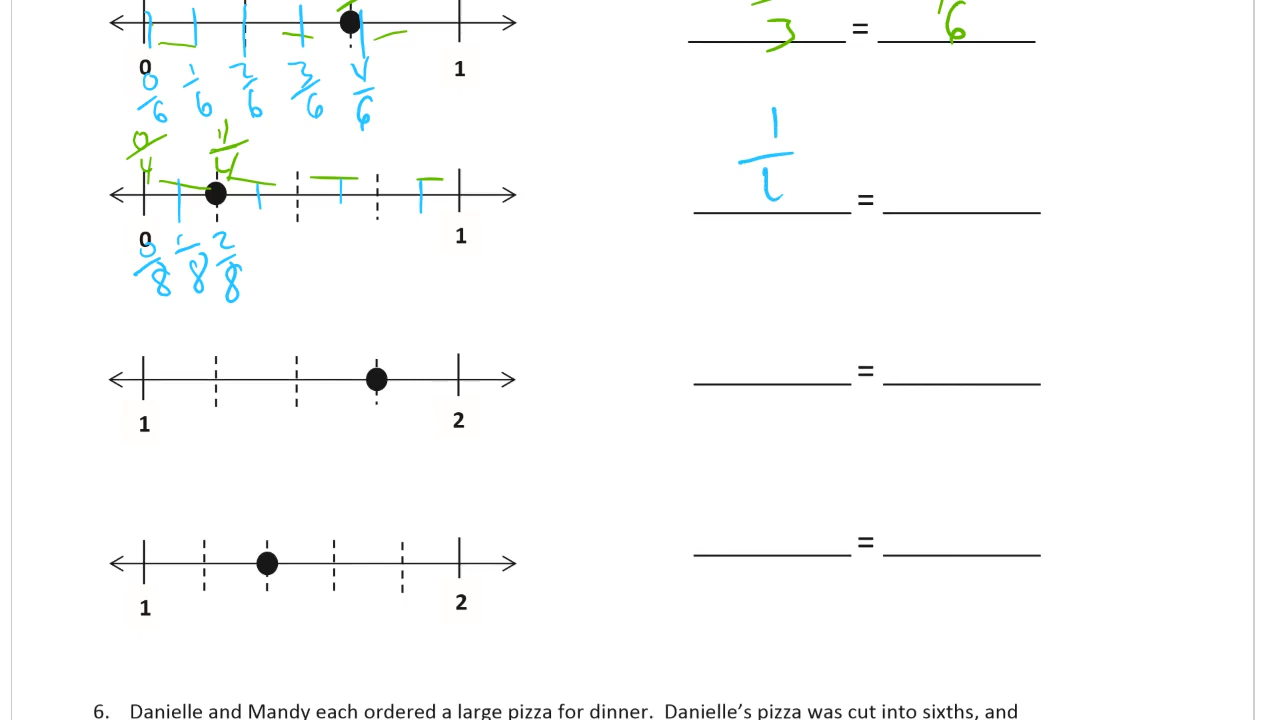 3 = 6
0 1
0/6 1/6 2/6 3/6 4/6
0/4 1/4
1
=
0 1
0/8 1/8 2/8
=
1 2
=
1 2
6. Danielle and Mandy each ordered a large pizza for dinner. Danielle's pizza was cut into sixths, and